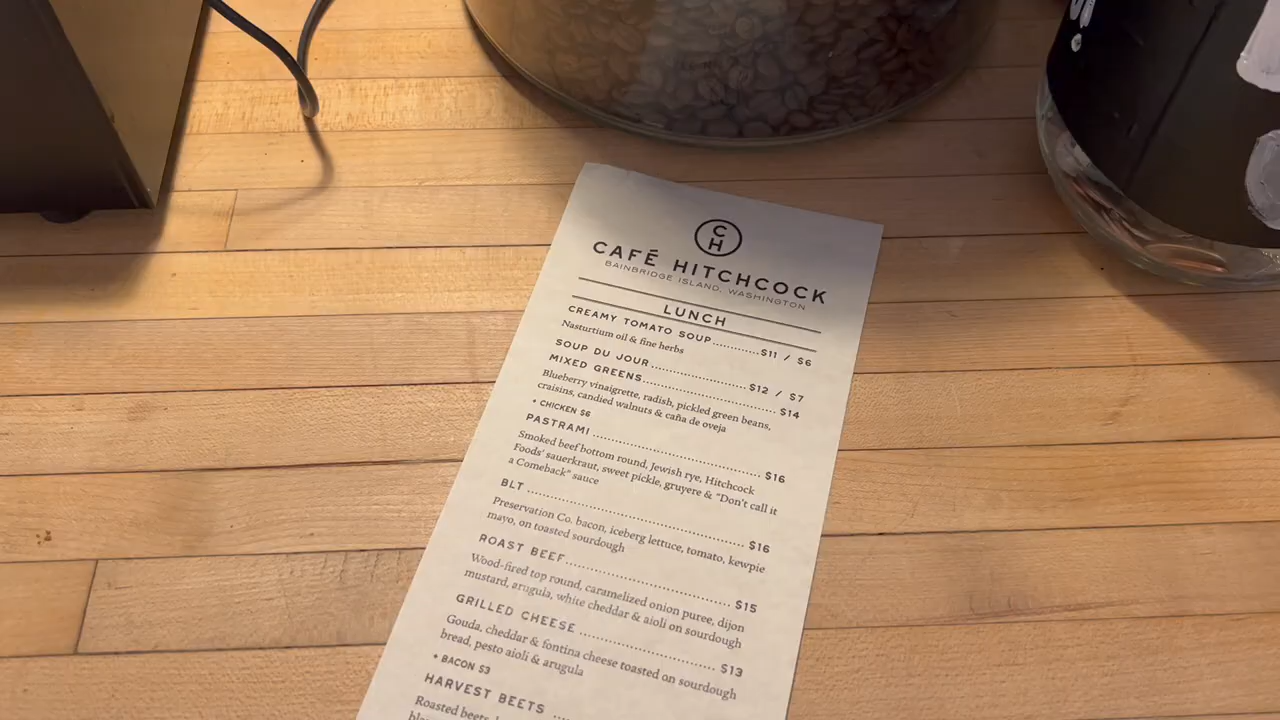 CH
CAFÉ HITCHCOCK
BAINBRIDGE ISLAND, WASHINGTON
LUNCH
CREAMY TOMATO SOUP...........$11 / $6
Nasturtium oil & fine herbs
SOUP DU JOUR......................$12 / $7
MIXED GREENS..............................$14
Blueberry vinaigrette, radish, pickled green beans,
craisins, candied walnuts & caña de oveja
• CHICKEN $6
PASTRAMI.....................................$16
Smoked beef bottom round, Jewish rye, Hitchcock
Foods' sauerkraut, sweet pickle, gruyere & "Don't call it
a Comeback" sauce
BLT.................................................$16
Preservation Co. bacon, iceberg lettuce, tomato, kewpie
mayo, on toasted sourdough
ROAST BEEF....................................$15
Wood-fired top round, caramelized onion puree, dijon
mustard, arugula, white cheddar & aioli on sourdough
GRILLED CHEESE.............................$13
Gouda, cheddar & fontina cheese toasted on sourdough
bread, pesto aioli & arugula
• BACON $3
HARVEST BEETS ...
Roasted beets,